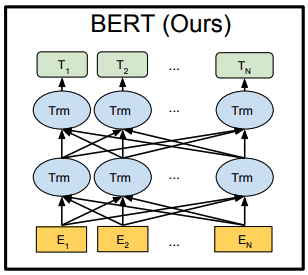 BERT (Ours)
T1 T2 ... TN
Trm Trm ... Trm
Trm Trm ... Trm
E1 E2 ... EN